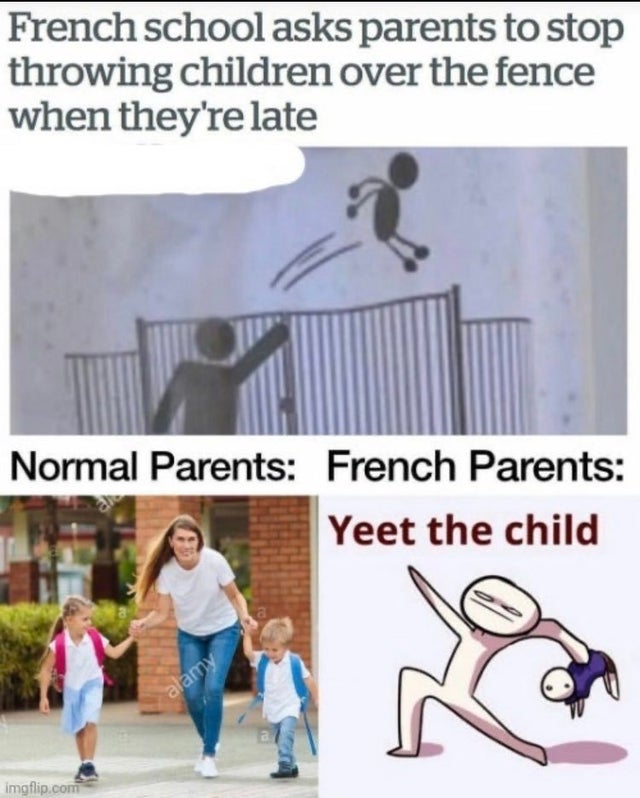 French school asks parents to stop
throwing children over the fence
when they're late
Normal Parents: French Parents:
Yeet the child
alamy
a
a
a
imgflip.com